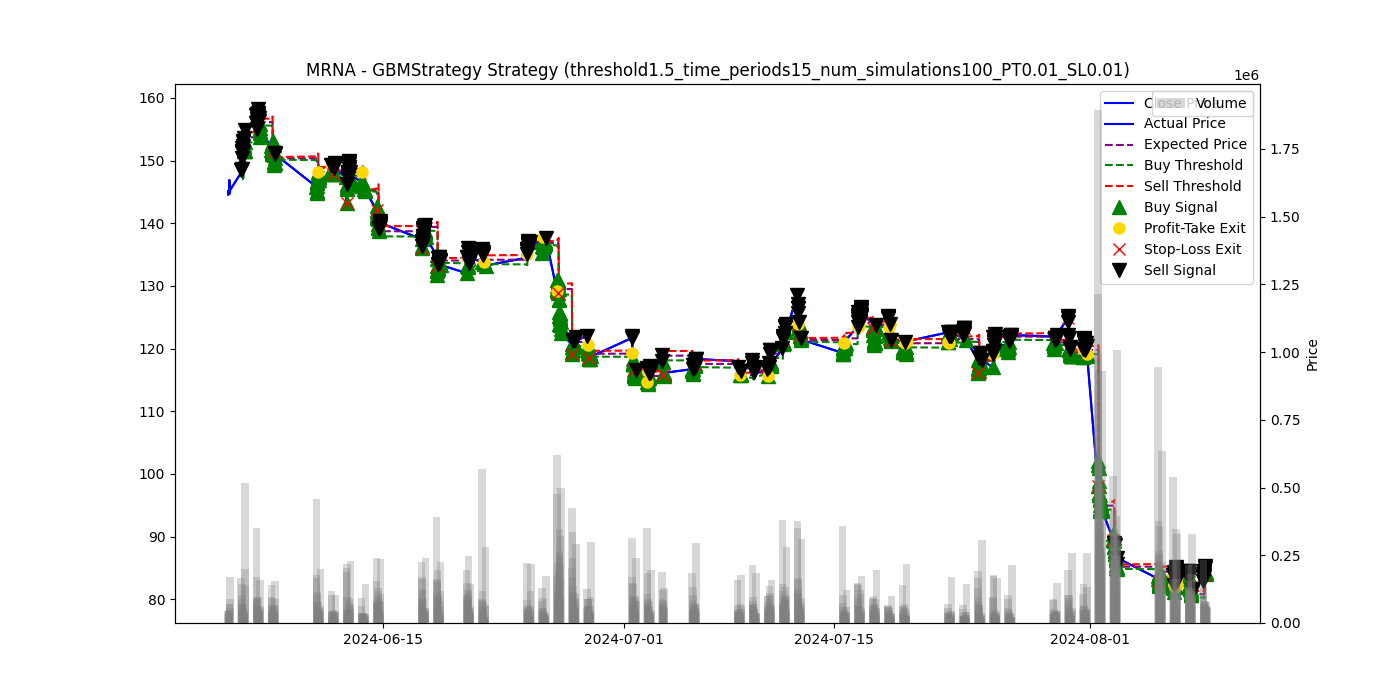 MRNA - GBMStrategy Strategy (threshold1.5_time_periods15_num_simulations100_PT0.01_SL0.01)
1e6
160
150
140
130
120
110
100
90
80
Volume
Actual Price
Expected Price
Buy Threshold
Sell Threshold
Buy Signal
Profit-Take Exit
Stop-Loss Exit
Sell Signal
1.75
1.50
1.25
1.00
0.75
0.50
0.25
0.00
Price
2024-06-15
2024-07-01
2024-07-15
2024-08-01